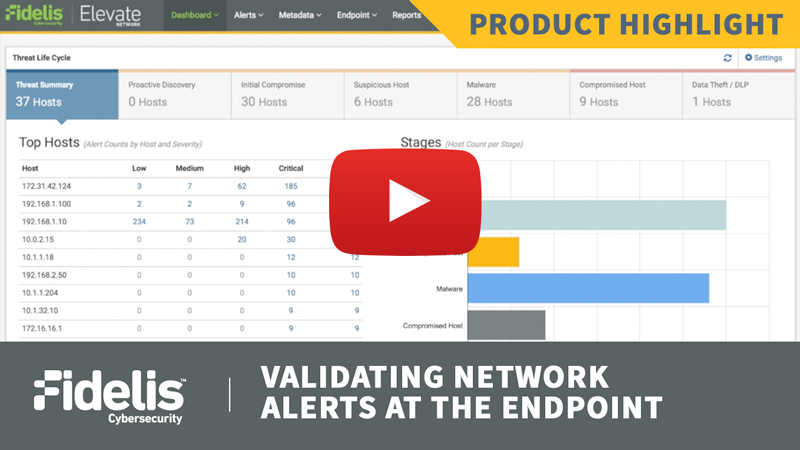 Fidelis Cybersecurity | Elevate NETWORK
Dashboard Alerts Metadata Endpoint Reports
PRODUCT HIGHLIGHT
Threat Life Cycle Settings
Threat Summary Proactive Discovery Initial Compromise Suspicious Host Malware Compromised Host Data Theft / DLP
37 Hosts 0 Hosts 30 Hosts 6 Hosts 28 Hosts 9 Hosts 1 Hosts
Top Hosts (Alert Counts by Host and Severity)
Host Low Medium High Critical
172.31.42.124 3 7 62 185
192.168.1.100 2 2 9 96
192.168.1.10 234 73 214 96
10.0.2.15 0 0 20 30
10.1.1.18 0 0 0 12 12
192.168.2.50 0 0 0 10 10
10.1.1.204 0 0 0 10 10
10.1.32.10 0 0 0 9 9
172.16.16.1 0 0 0 9 9
Stages (Host Count per Stage)
Malware
Compromised Host
Fidelis™
Cybersecurity
VALIDATING NETWORK
ALERTS AT THE ENDPOINT